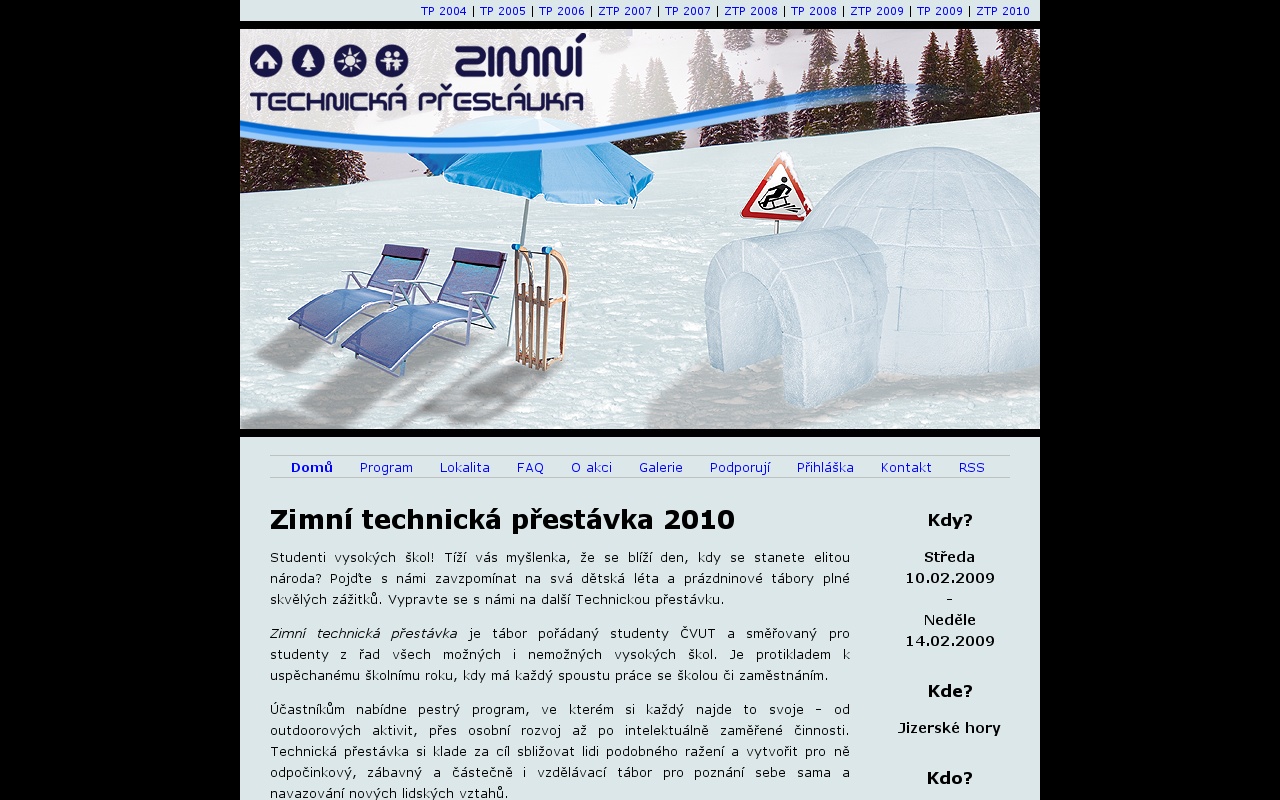 TP 2004 | TP 2005 | TP 2006 | ZTP 2007 | TP 2007 | ZTP 2008 | TP 2008 | ZTP 2009 | TP 2009 | ZTP 2010
ZIMNÍ
TECHNICKÁ PŘESTÁVKA
Domů Program Lokalita FAQ O akci Galerie Podporují Přihláška Kontakt RSS
Zimní technická přestávka 2010
Studenti vysokých škol! Tíží vás myšlenka, že se blíží den, kdy se stanete elitou
národa? Pojďte s námi zavzpomínat na svá dětská léta a prázdninové tábory plné
skvělých zážitků. Vypravte se s námi na další Technickou přestávku.
Zimní technická přestávka je tábor pořádaný studenty ČVUT a směřovaný pro
studenty z řad všech možných i nemožných vysokých škol. Je protikladem k
uspěchanému školnímu roku, kdy má každý spoustu práce se školou či zaměstnáním.
Účastníkům nabídne pestrý program, ve kterém si každý najde to svoje – od
outdoorových aktivit, přes osobní rozvoj až po intelektuálně zaměřené činnosti.
Technická přestávka si klade za cíl sbližovat lidi podobného ražení a vytvořit pro ně
odpočinkový, zábavný a částečně i vzdělávací tábor pro poznání sebe sama a
navazování nových lidských vztahů.
Kdy?
Středa
10.02.2009
–
Neděle
14.02.2009
Kde?
Jizerské hory
Kdo?